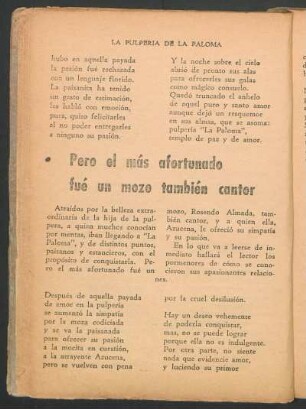 LA PULPERIA DE LA PALOMA
hubo en aquella payada
la pasión fué rechazada
con un lenguaje florido.
La paisanita ha tenido
un gesto de estimación,
les habló con emoción,
pura, quiso felicitarlos
al no poder entregarles
a ninguno su pasión.
Y la noche sobre el cielo
alzaó de pronto sus alas
para ofrecerles sus galas
como mágico consuelo.
Quedó truncado el anhelo
de aquel puro y santo amor
aunque dejó un resquemor
en sus almas, que se asoma:
pulpería "La Paloma",
templo de paz y de amor.
• Pero el más afortunado
fué un mozo también cantor
Atraídos por la belleza extra-
ordinaria de la hija de la pul-
pera, a quien muchos conocían
por mentas, iban llegando a "La
Paloma", y de distintos puntos,
paisanos y estancieros, con el
propósito de conquistarla. Pe-
ro el más afortunado fué un
mozo, Rosendo Almada, tam-
bién cantor, y a quien ella,
Azucena, le ofreció su simpatía
y su pasión.
En lo que va a leerse de in-
mediato hallará el lector los
pormenores de cómo se cono-
cieron sus apasionantes relacio-
nes.
Después de aquella payada
de amor en la pulpería
se aumentó la simpatía
por la moza codiciada
y se va la paisanada
para ofrecer su pasión
a la morita en cuestión,
a la atrayente Azucena,
pero se vuelven con pena
por la cruel desilusión.
Hay un deseo vehemente
de poderla conquistar,
mas, no se puede lograr
porque ella no es indulgente.
Por otra parte, no siente
nada que evidencie amor,
y luciendo su primor